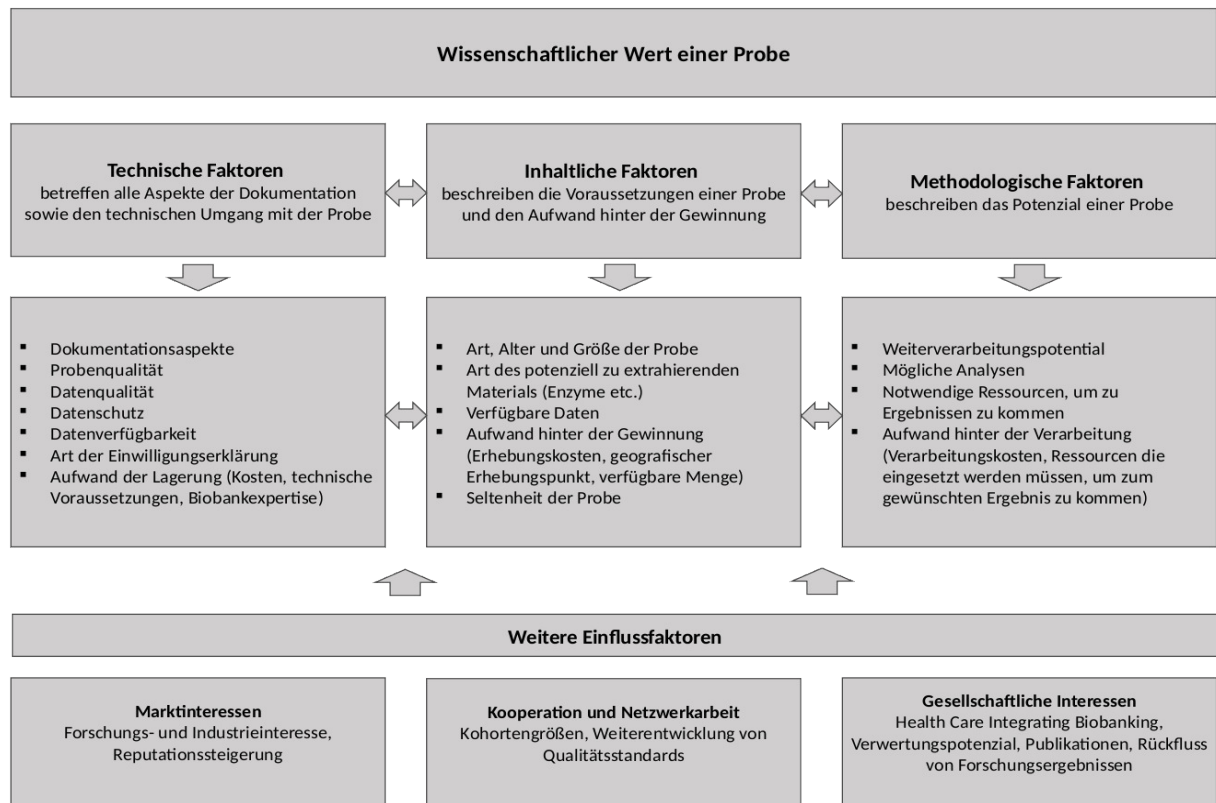 Wissenschaftlicher Wert einer Probe
Technische Faktoren
betreffen alle Aspekte der Dokumentation
sowie den technischen Umgang mit der Probe
Inhaltliche Faktoren
beschreiben die Voraussetzungen einer Probe
und den Aufwand hinter der Gewinnung
Methodologische Faktoren
beschreiben das Potenzial einer Probe
▪ Dokumentationsaspekte
▪ Probenqualität
▪ Datenqualität
▪ Datenschutz
▪ Datenverfügbarkeit
▪ Art der Einwilligungserklärung
▪ Aufwand der Lagerung (Kosten, technische
Voraussetzungen, Biobankexpertise)
▪ Art, Alter und Größe der Probe
▪ Art des potenziell zu extrahierenden
Materials (Enzyme etc.)
▪ Verfügbare Daten
▪ Aufwand hinter der Gewinnung
(Erhebungskosten, geografischer
Erhebungspunkt, verfügbare Menge)
▪ Seltenheit der Probe
▪ Weiterverarbeitungspotential
▪ Mögliche Analysen
▪ Notwendige Ressourcen, um zu
Ergebnissen zu kommen
▪ Aufwand hinter der Verarbeitung
(Verarbeitungskosten, Ressourcen die
eingesetzt werden müssen, um zum
gewünschten Ergebnis zu kommen)
Weitere Einflussfaktoren
Marktinteressen
Forschungs- und Industrieinteresse,
Reputationssteigerung
Kooperation und Netzwerkarbeit
Kohortengrößen, Weiterentwicklung von
Qualitätsstandards
Gesellschaftliche Interessen
Health Care Integrating Biobanking,
Verwertungspotenzial, Publikationen, Rückfluss
von Forschungsergebnissen